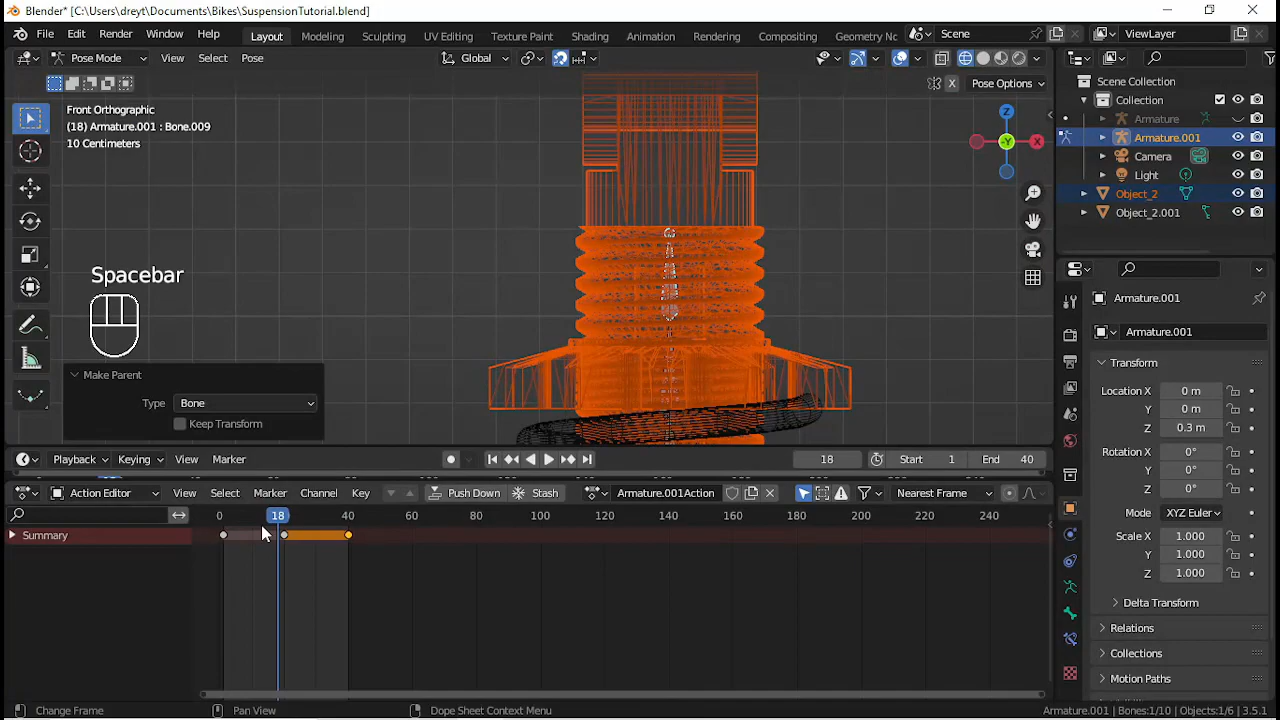 Blender* [C:\Users\dreyt\Documents\Bikes\SuspensionTutorial.blend]
File Edit Render Window Help Layout Modeling Sculpting UV Editing Texture Paint Shading Animation Rendering Compositing Geometry Nc Scene ViewLayer
Pose Mode View Select Pose Global
X Pose Options
Front Orthographic
(18) Armature.001 : Bone.009
10 Centimeters
Z
X
-Y
Spacebar
Make Parent
Type Bone
Keep Transform
Scene Collection
Collection
Armature
Armature.001
Camera
Light
Object_2
Object_2.001
Armature.001
Armature.001
Transform
Location X 0 m
Y 0 m
Z 0.3 m
Rotation X 0°
Y 0°
Z 0°
Mode XYZ Euler
Scale X 1.000
Y 1.000
Z 1.000
Delta Transform
Relations
Collections
Motion Paths
Playback Keying View Marker 18 Start 1 End 40
Action Editor View Select Marker Channel Key Push Down Stash Armature.001Action Nearest Frame
0 18 40 60 80 100 120 140 160 180 200 220 240
Summary
Change Frame Pan View Dope Sheet Context Menu Armature.001 | Bones:1/10 | Objects:1/6 | 3.5.1